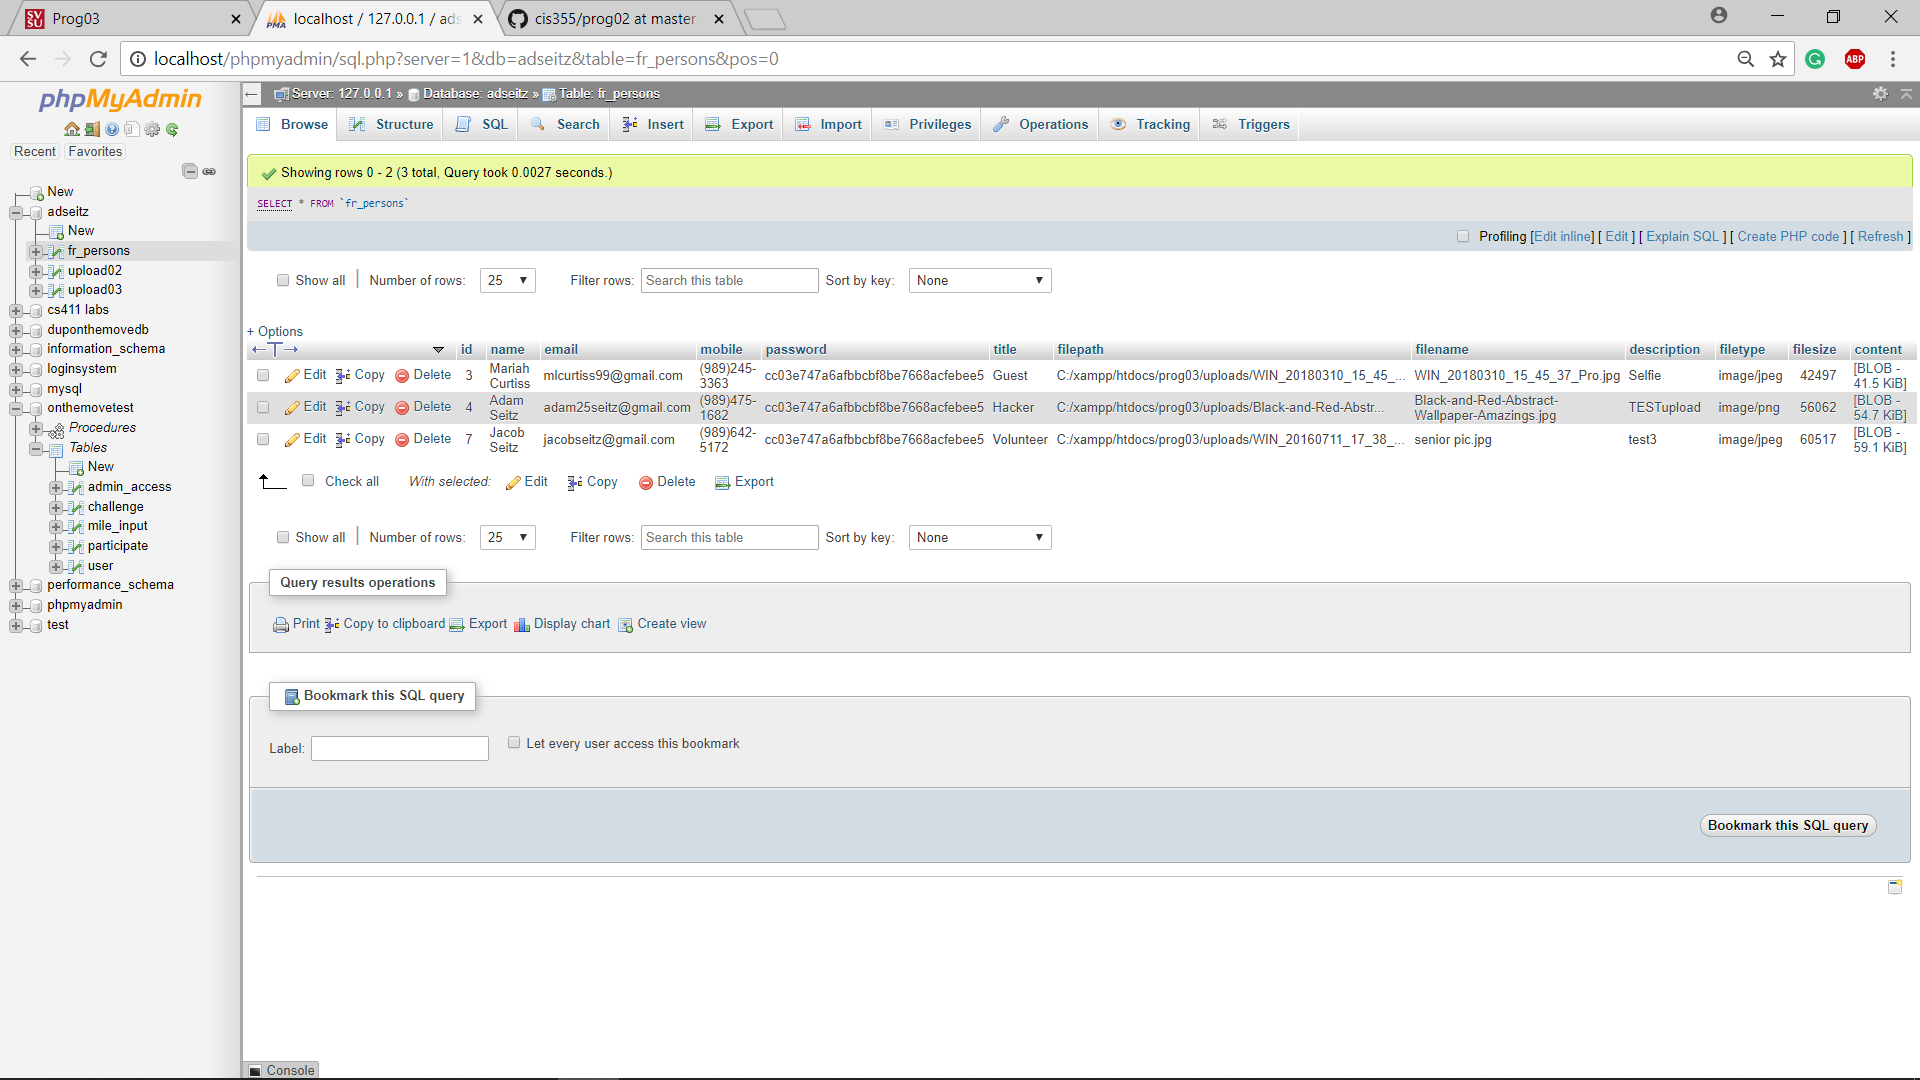 Prog03
localhost / 127.0.0.1 / ads
cis355/prog02 at master
localhost/phpmyadmin/sql.php?server=1&db=adseitz&table=fr_persons&pos=0
ABP
phpMyAdmin
Recent Favorites
New
adseitz
New
fr_persons
upload02
upload03
cs411 labs
duponthemovedb
information_schema
loginsystem
mysql
onthemovetest
Procedures
Tables
New
admin_access
challenge
mile_input
participate
user
performance_schema
phpmyadmin
test
Server: 127.0.0.1 » Database: adseitz » Table: fr_persons
Browse Structure SQL Search Insert Export Import Privileges Operations Tracking Triggers
Showing rows 0 - 2 (3 total, Query took 0.0027 seconds.)
SELECT * FROM `fr_persons`
Profiling [Edit inline] [ Edit ] [ Explain SQL ] [ Create PHP code ] [ Refresh ]
Show all | Number of rows: 25 Filter rows: Search this table Sort by key: None
+ Options
←T→ id name email mobile password title filepath filename description filetype filesize content
Edit Copy Delete 3 Mariah Curtiss mlcurtiss99@gmail.com (989)245-3363 cc03e747a6afbbcbf8be7668acfebee5 Guest C:/xampp/htdocs/prog03/uploads/WIN_20180310_15_45_... WIN_20180310_15_45_37_Pro.jpg Selfie image/jpeg 42497 [BLOB - 41.5 KiB]
Edit Copy Delete 4 Adam Seitz adam25seitz@gmail.com (989)475-1682 cc03e747a6afbbcbf8be7668acfebee5 Hacker C:/xampp/htdocs/prog03/uploads/Black-and-Red-Abstr... Black-and-Red-Abstract-Wallpaper-Amazings.jpg TESTupload image/png 56062 [BLOB - 54.7 KiB]
Edit Copy Delete 7 Jacob Seitz jacobseitz@gmail.com (989)642-5172 cc03e747a6afbbcbf8be7668acfebee5 Volunteer C:/xampp/htdocs/prog03/uploads/WIN_20160711_17_38_... senior pic.jpg test3 image/jpeg 60517 [BLOB - 59.1 KiB]
Check all With selected: Edit Copy Delete Export
Show all | Number of rows: 25 Filter rows: Search this table Sort by key: None
Query results operations
Print Copy to clipboard Export Display chart Create view
Bookmark this SQL query
Label: Let every user access this bookmark
Bookmark this SQL query
Console